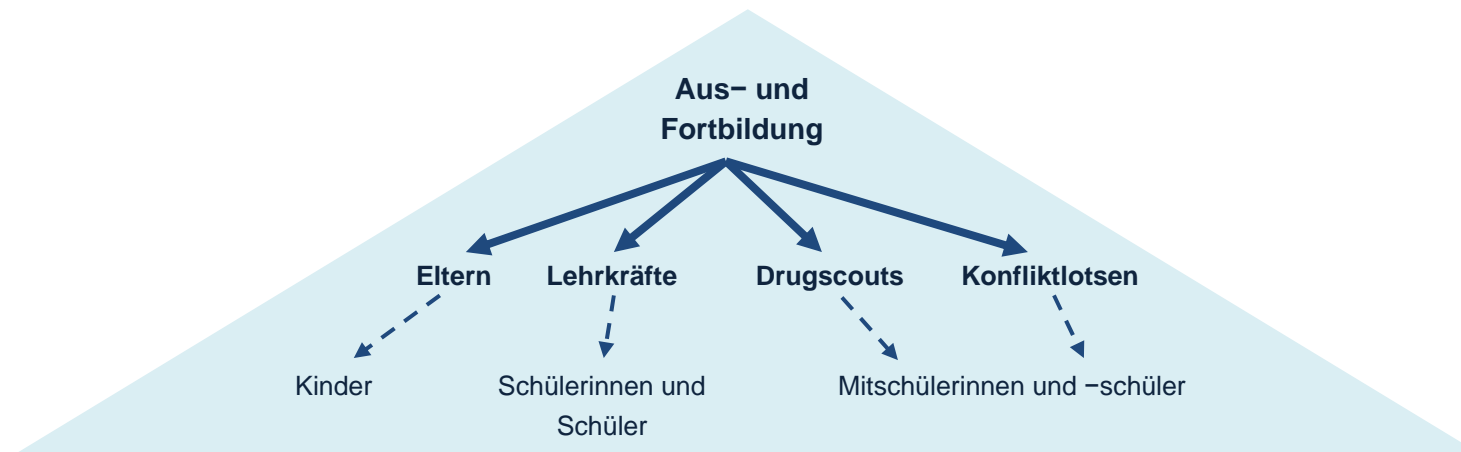 Aus− und
Fortbildung
Eltern Lehrkräfte Drugscouts Konfliktlotsen
Kinder Schülerinnen und Mitschülerinnen und −schüler
Schüler